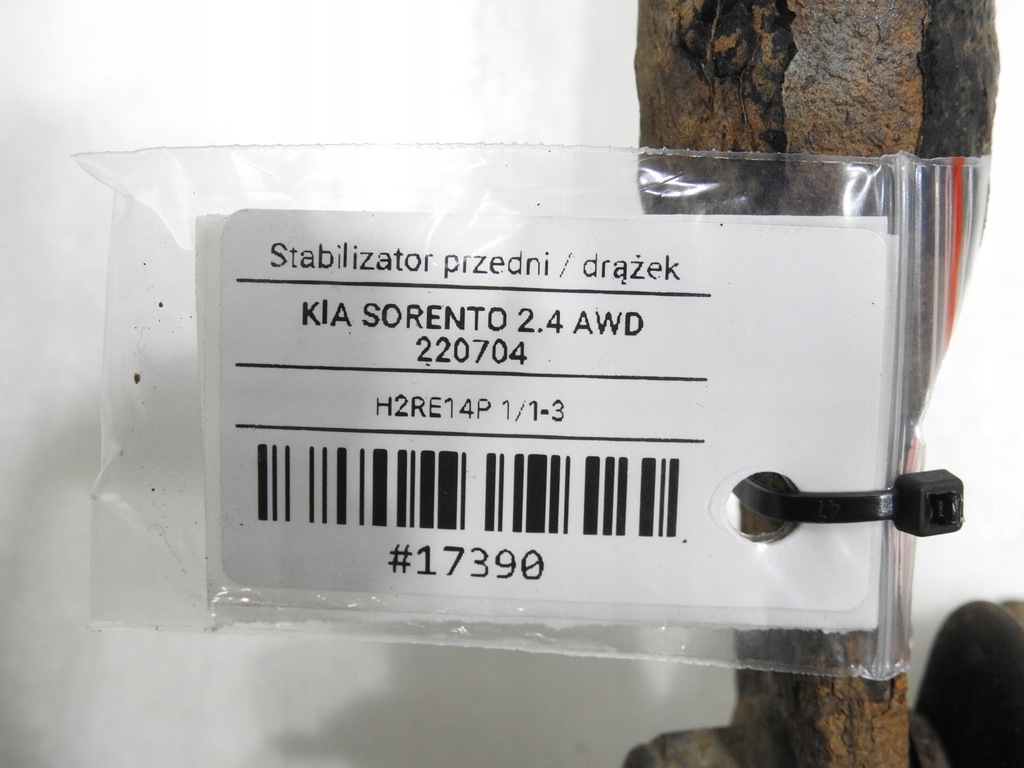 Stabilizator przedni / drążek
KIA SORENTO 2.4 AWD
220704
H2RE14P 1/1-3
#17390